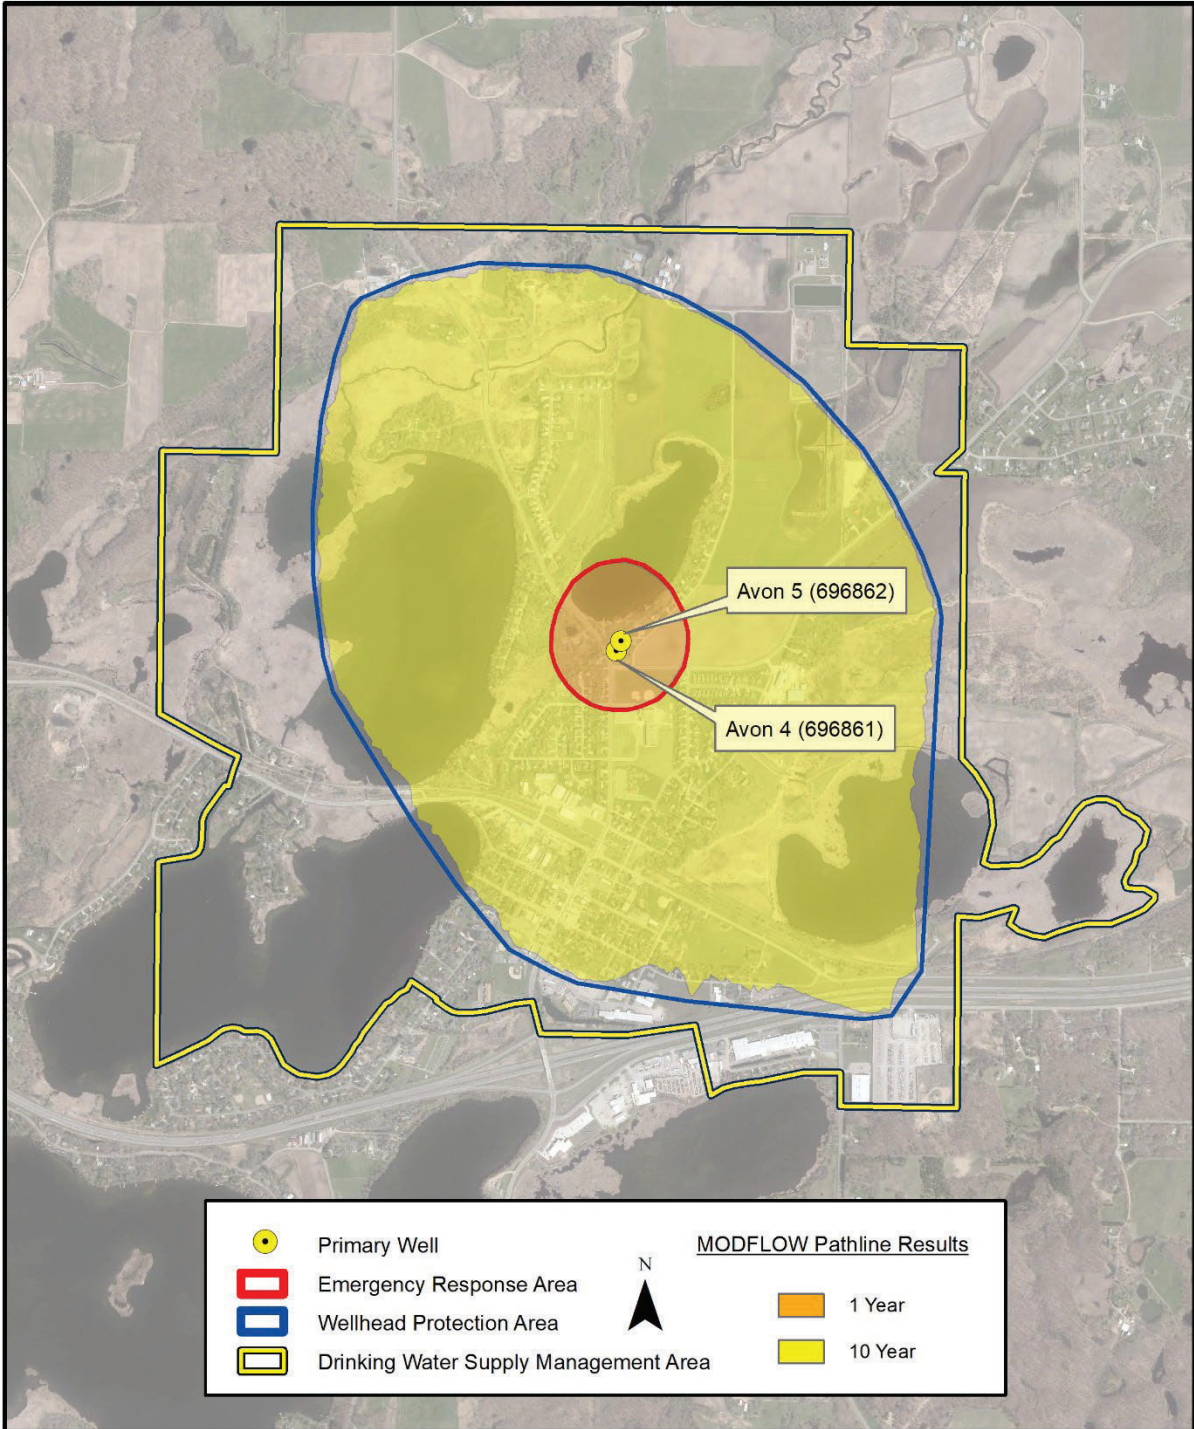 Avon 5 (696862)
Avon 4 (696861)
Primary Well
Emergency Response Area
Wellhead Protection Area
Drinking Water Supply Management Area
N
MODFLOW Pathline Results
1 Year
10 Year